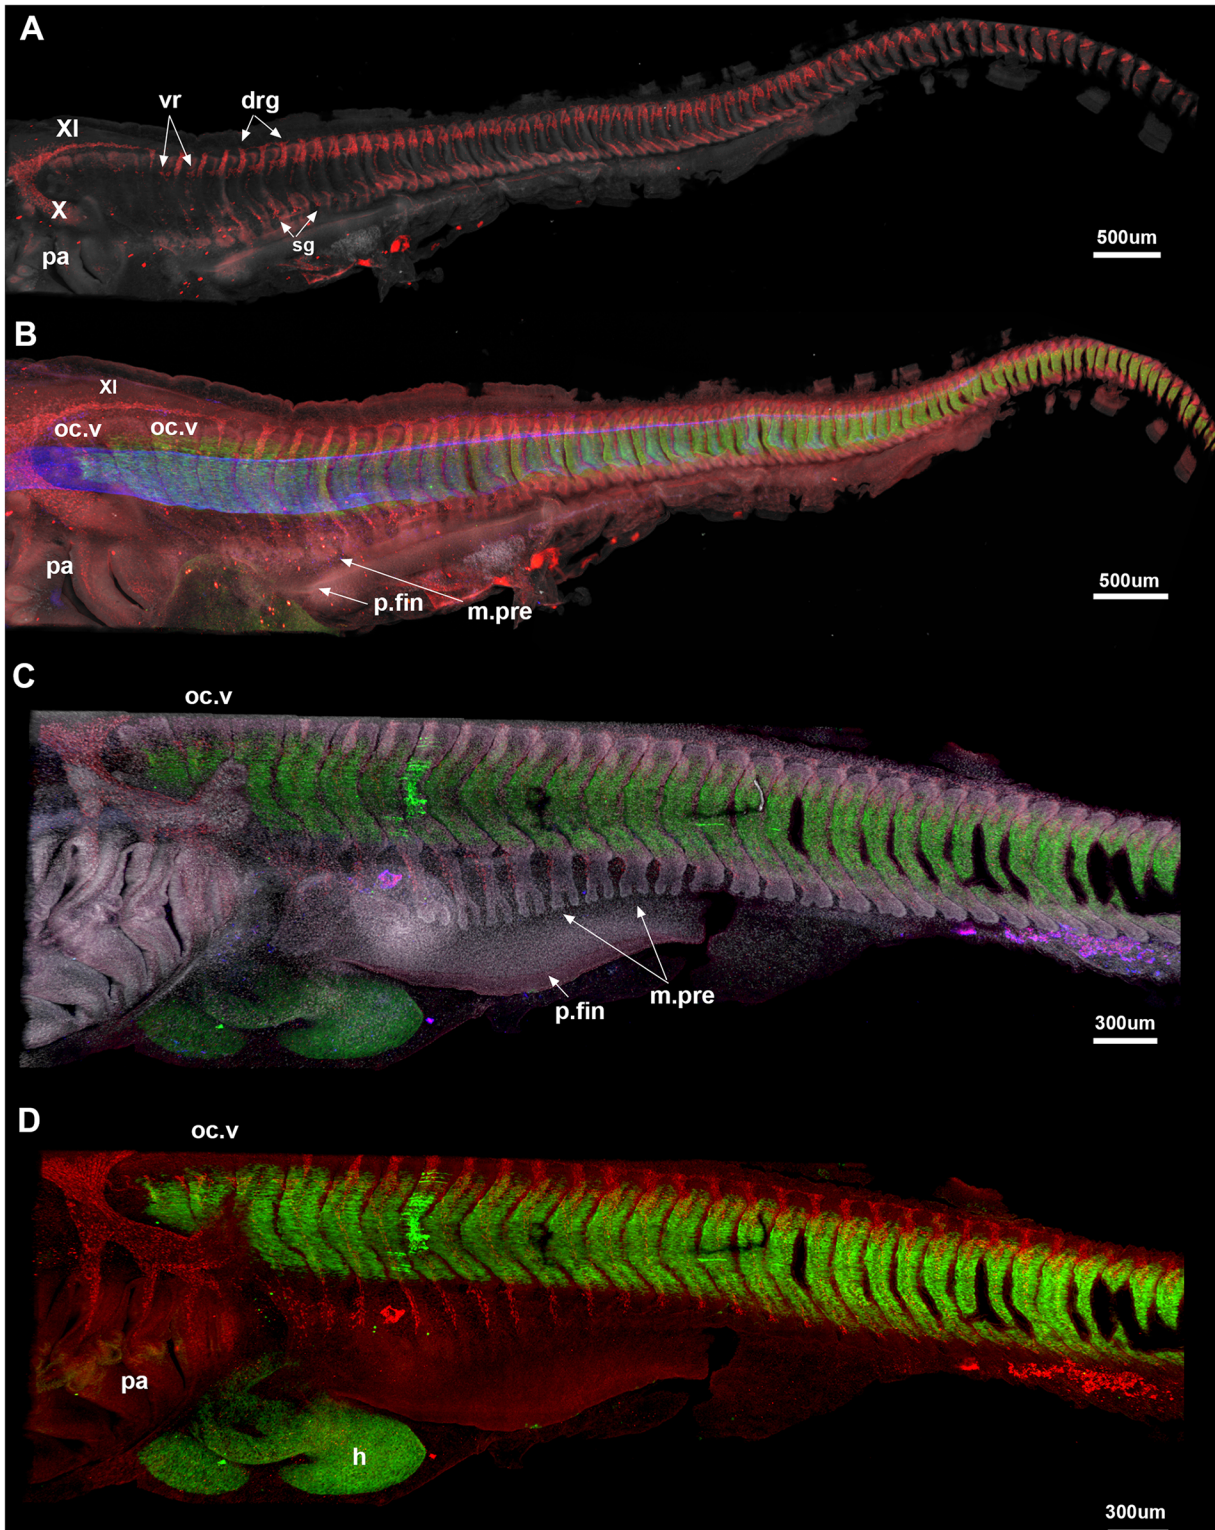 A
vr
drg
XI
X
sg
pa
500um
B
XI
oc.v
oc.v
pa
p.fin
m.pre
500um
C
oc.v
m.pre
p.fin
300um
D
oc.v
pa
h
300um